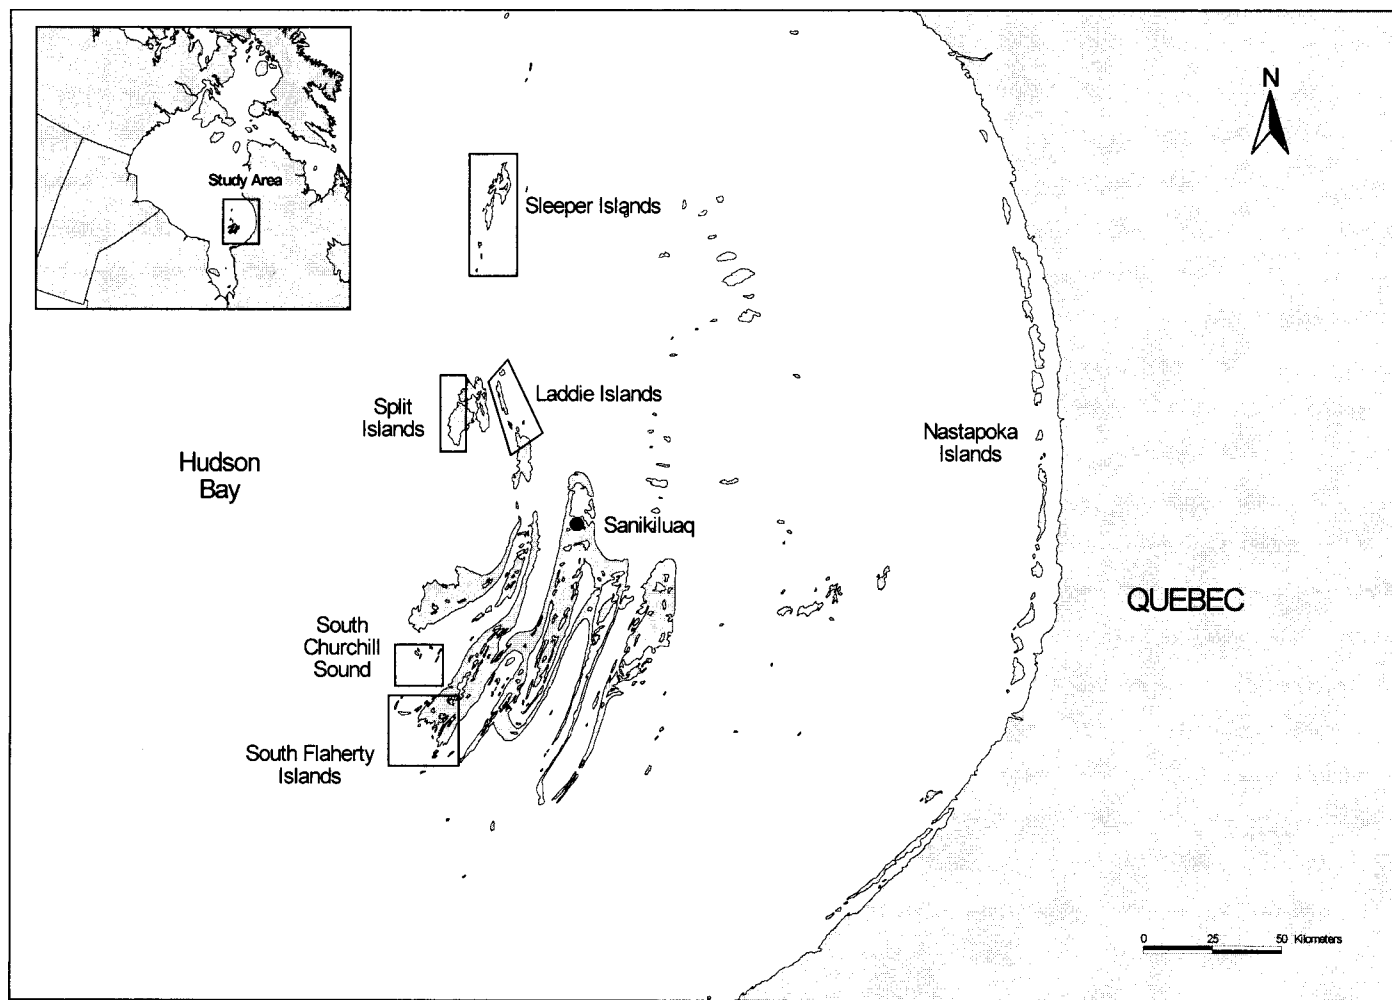 N
Study Area
Sleeper Islands
Split
Islands
Laddie Islands
Nastapoka
Islands
Hudson
Bay
Sanikiluaq
QUEBEC
South
Churchill
Sound
South Flaherty
Islands
0 25 50 Kilometers